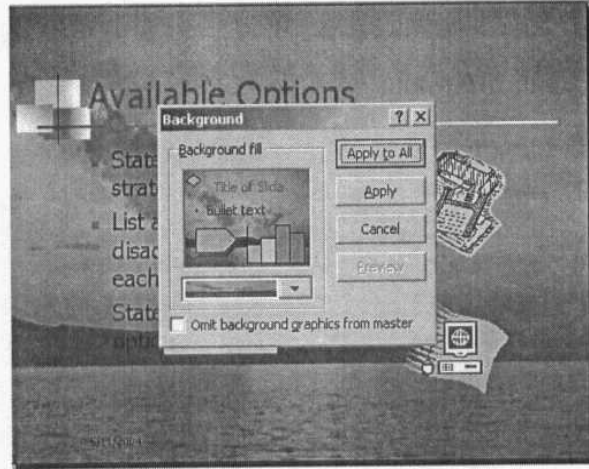 Available Options
Background
Background fill
Title of Slide
bullet text
Apply to All
Apply
Cancel
Preview
Omit background graphics from master
State
strat
List a
disad
each
State
optio